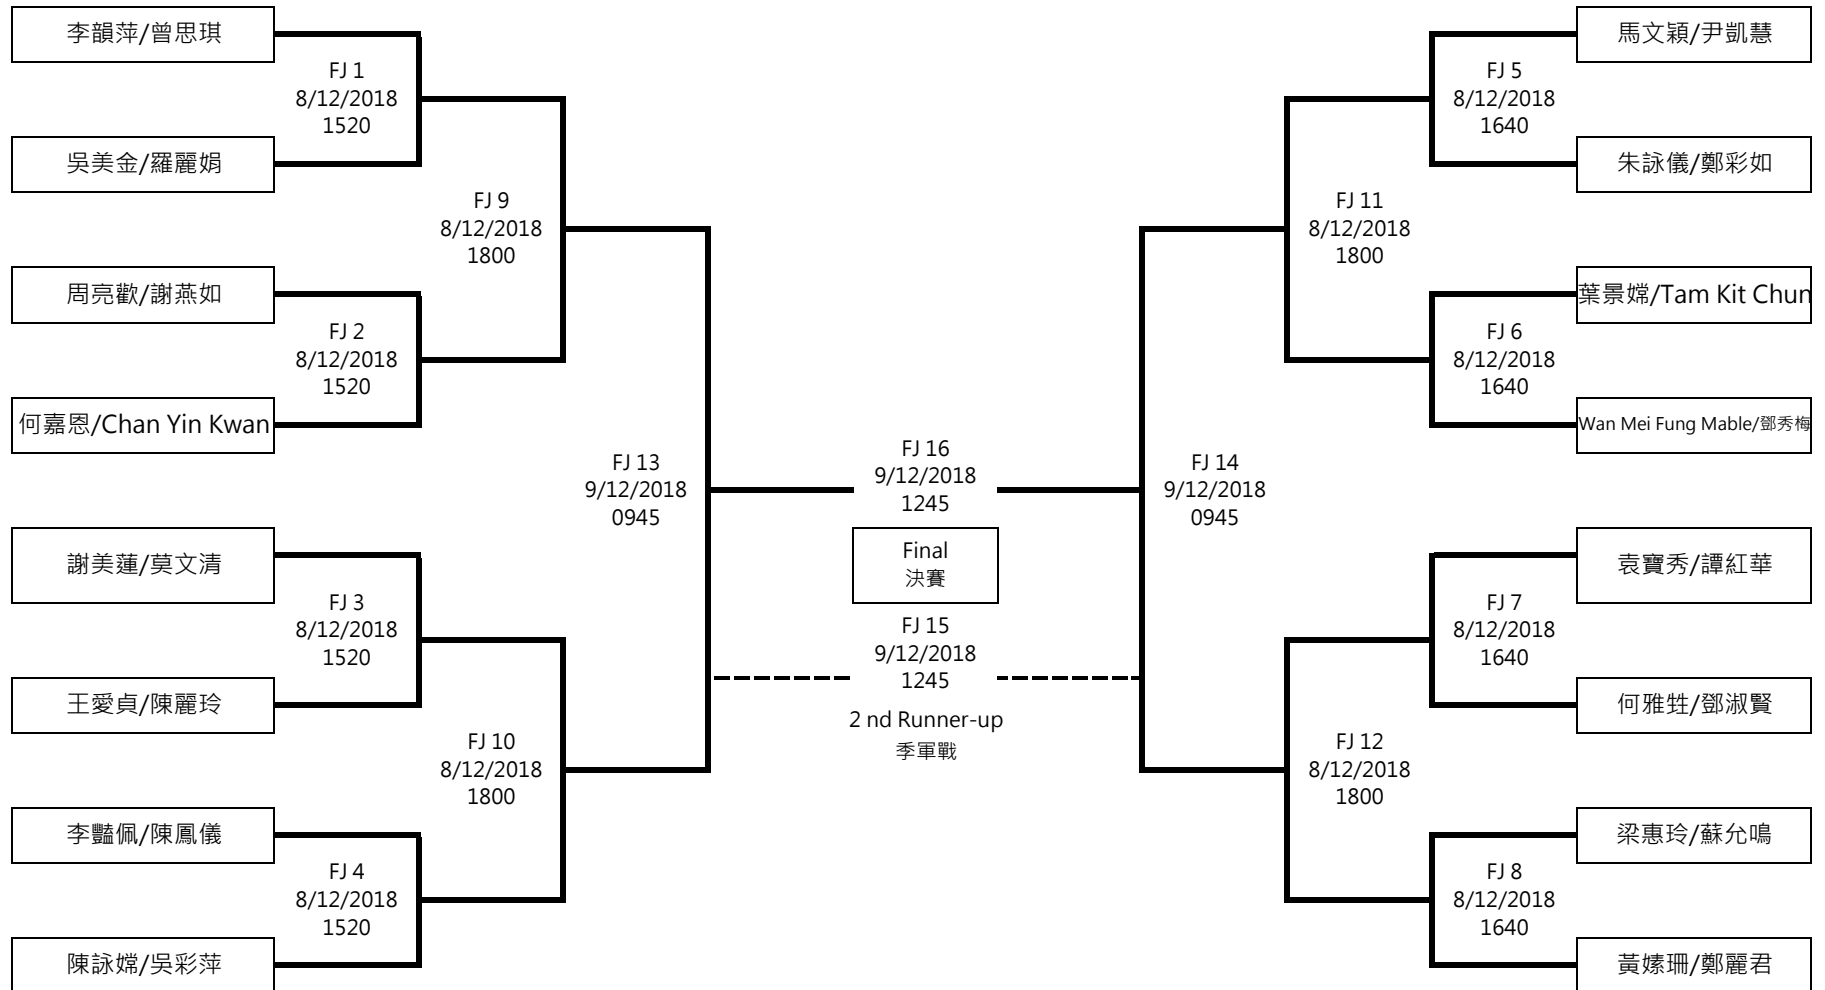 李韻萍/曾思琪
FJ 1
8/12/2018
1520
吳美金/羅麗娟
FJ 9
8/12/2018
1800
周亮歡/謝燕如
FJ 2
8/12/2018
1520
何嘉恩/Chan Yin Kwan
FJ 13
9/12/2018
0945
謝美蓮/莫文清
FJ 3
8/12/2018
1520
王愛貞/陳麗玲
FJ 10
8/12/2018
1800
李豔佩/陳鳳儀
FJ 4
8/12/2018
1520
陳詠嫦/吳彩萍
FJ 16
9/12/2018
1245
Final
決賽
FJ 15
9/12/2018
1245
2 nd Runner-up
季軍戰
馬文穎/尹凱慧
FJ 5
8/12/2018
1640
朱詠儀/鄭彩如
FJ 11
8/12/2018
1800
葉景嫦/Tam Kit Chun
FJ 6
8/12/2018
1640
Wan Mei Fung Mable/鄧秀梅
FJ 14
9/12/2018
0945
袁寶秀/譚紅華
FJ 7
8/12/2018
1640
何雅甡/鄧淑賢
FJ 12
8/12/2018
1800
梁惠玲/蘇允鳴
FJ 8
8/12/2018
1640
黃嫊珊/鄭麗君